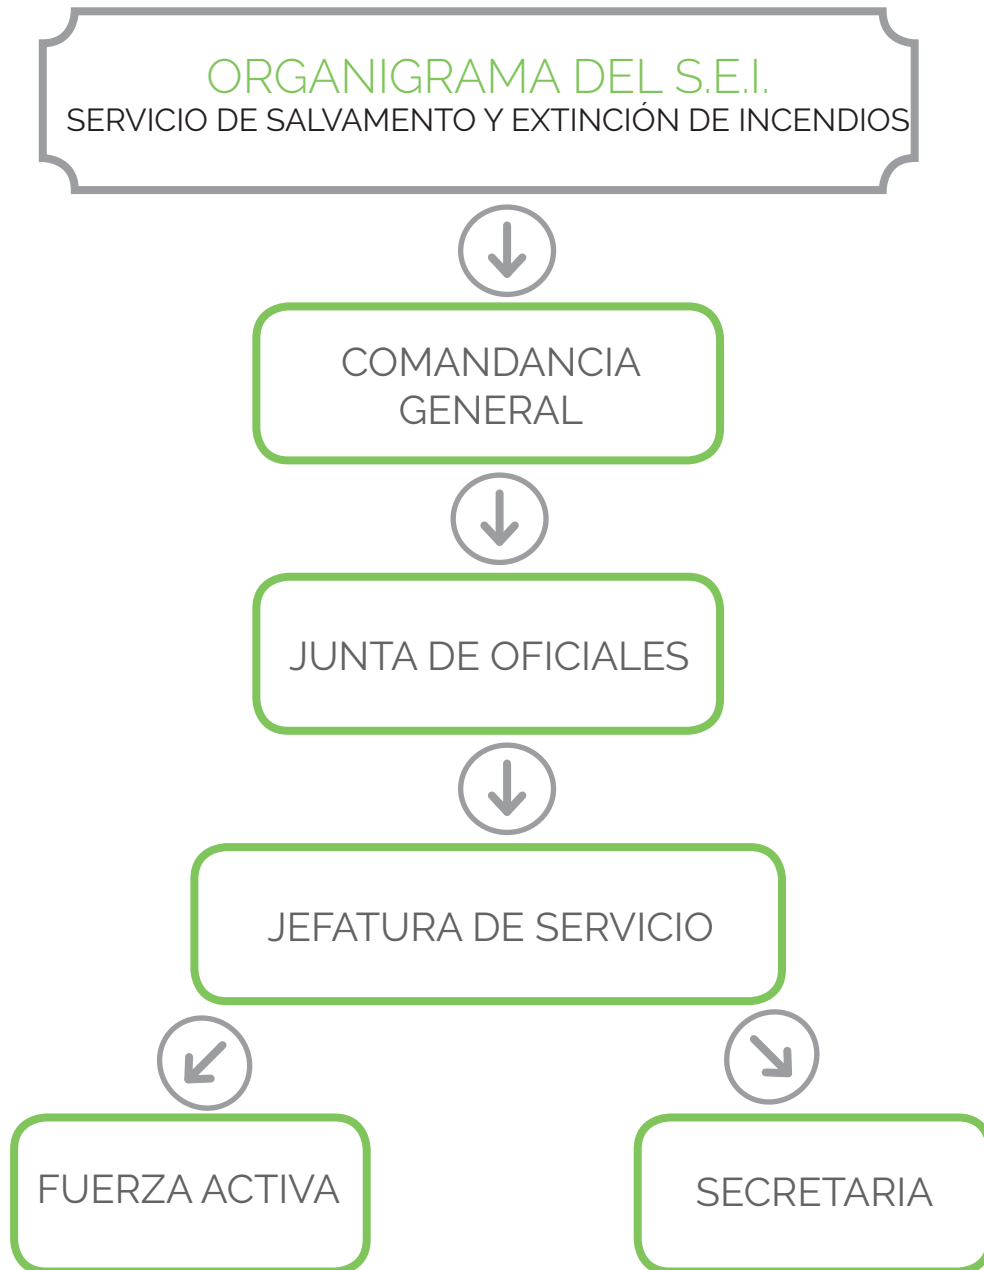 ORGANIGRAMA DEL S.E.I.
SERVICIO DE SALVAMENTO Y EXTINCIÓN DE INCENDIOS
COMANDANCIA
GENERAL
JUNTA DE OFICIALES
JEFATURA DE SERVICIO
FUERZA ACTIVA
SECRETARIA